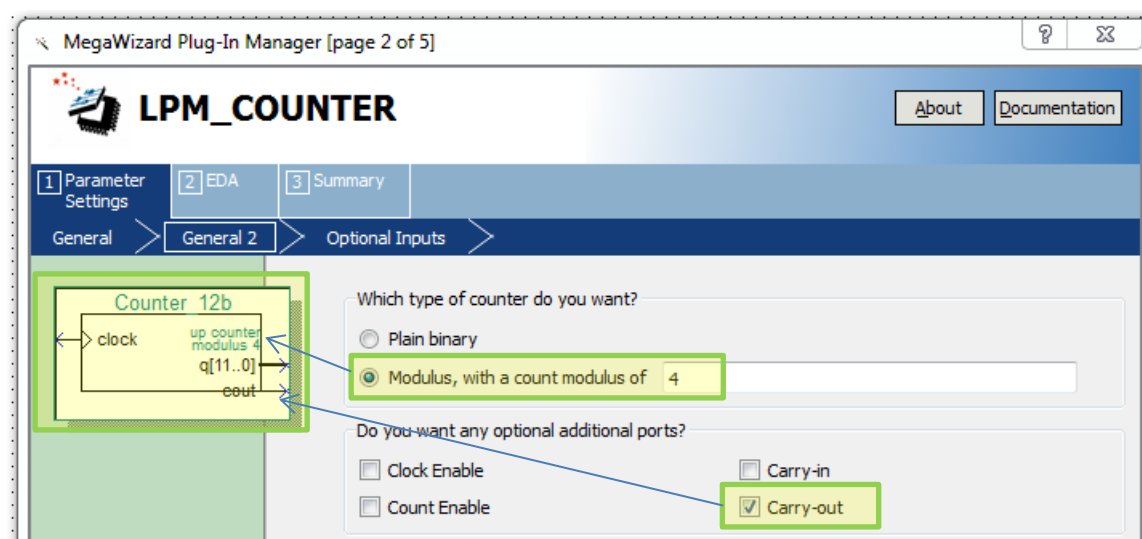 MegaWizard Plug-In Manager [page 2 of 5]
LPM_COUNTER
About Documentation
1 Parameter Settings 2 EDA 3 Summary
General General 2 Optional Inputs
Counter_12b
clock
up counter
modulus 4
q[11..0]
cout
Which type of counter do you want?
Plain binary
Modulus, with a count modulus of 4
Do you want any optional additional ports?
Clock Enable Carry-in
Count Enable Carry-out